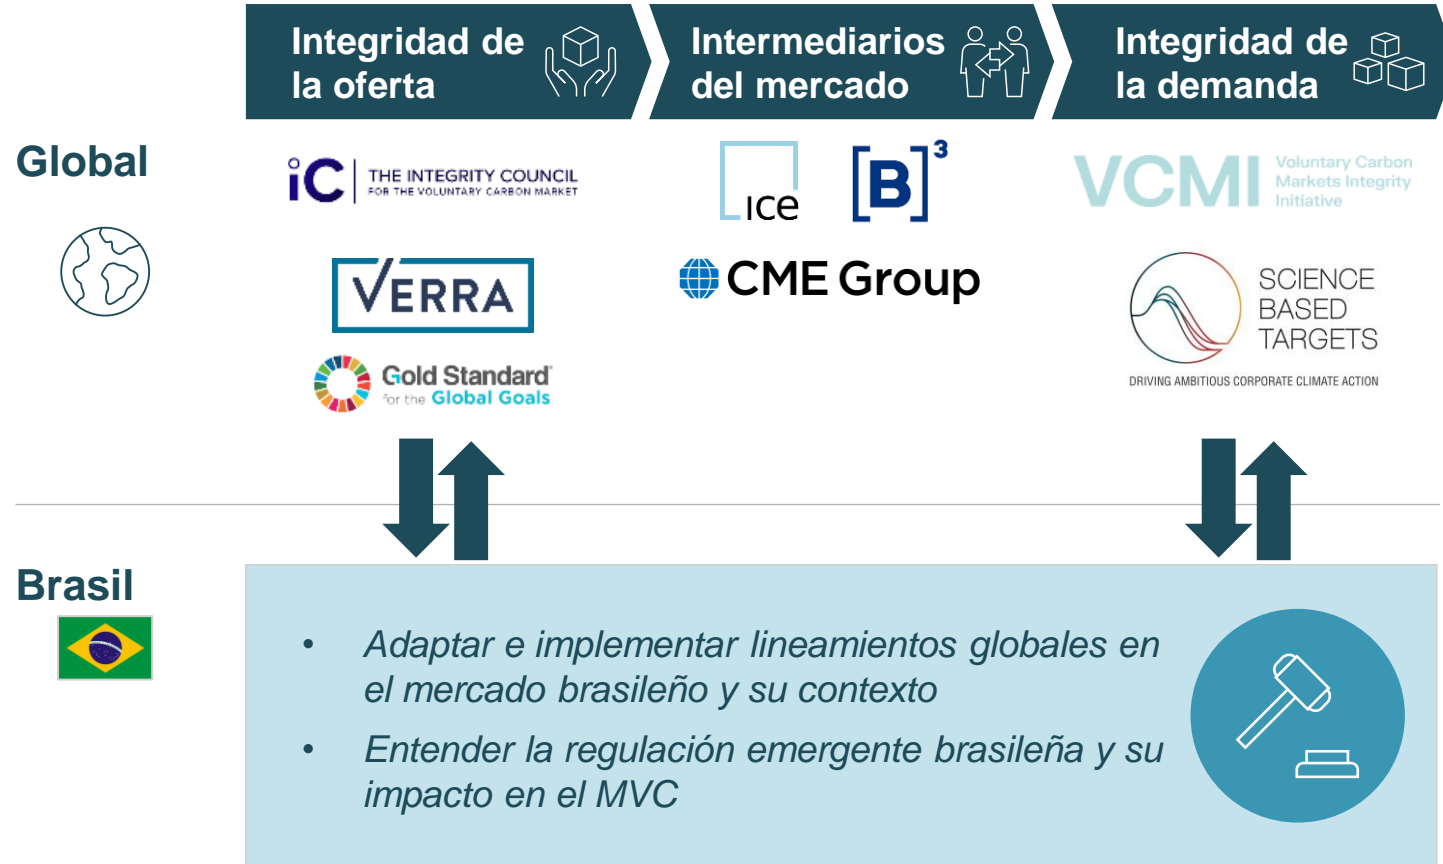 Integridad de
la oferta
Intermediarios
del mercado
Integridad de
la demanda
Global
iC
THE INTEGRITY COUNCIL
FOR THE VOLUNTARY CARBON MARKET
VERRA
Gold Standard®
for the Global Goals
ice
[B]³
CME Group
VCMI
Voluntary Carbon
Markets Integrity
Initiative
SCIENCE
BASED
TARGETS
DRIVING AMBITIOUS CORPORATE CLIMATE ACTION
Brasil
• Adaptar e implementar lineamientos globales en
el mercado brasileño y su contexto
• Entender la regulación emergente brasileña y su
impacto en el MVC